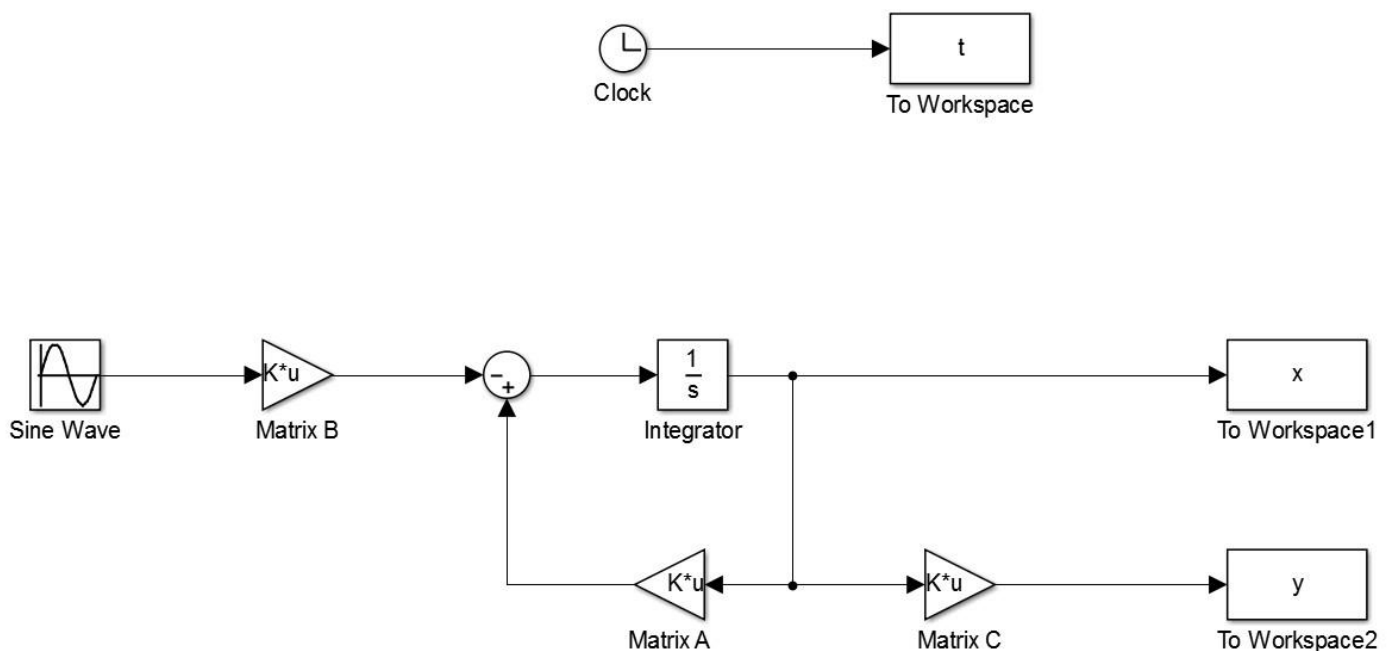 t
Clock
To Workspace
K*u
-
+
1
s
x
Sine Wave
Matrix B
Integrator
To Workspace1
K*u
K*u
y
Matrix A
Matrix C
To Workspace2